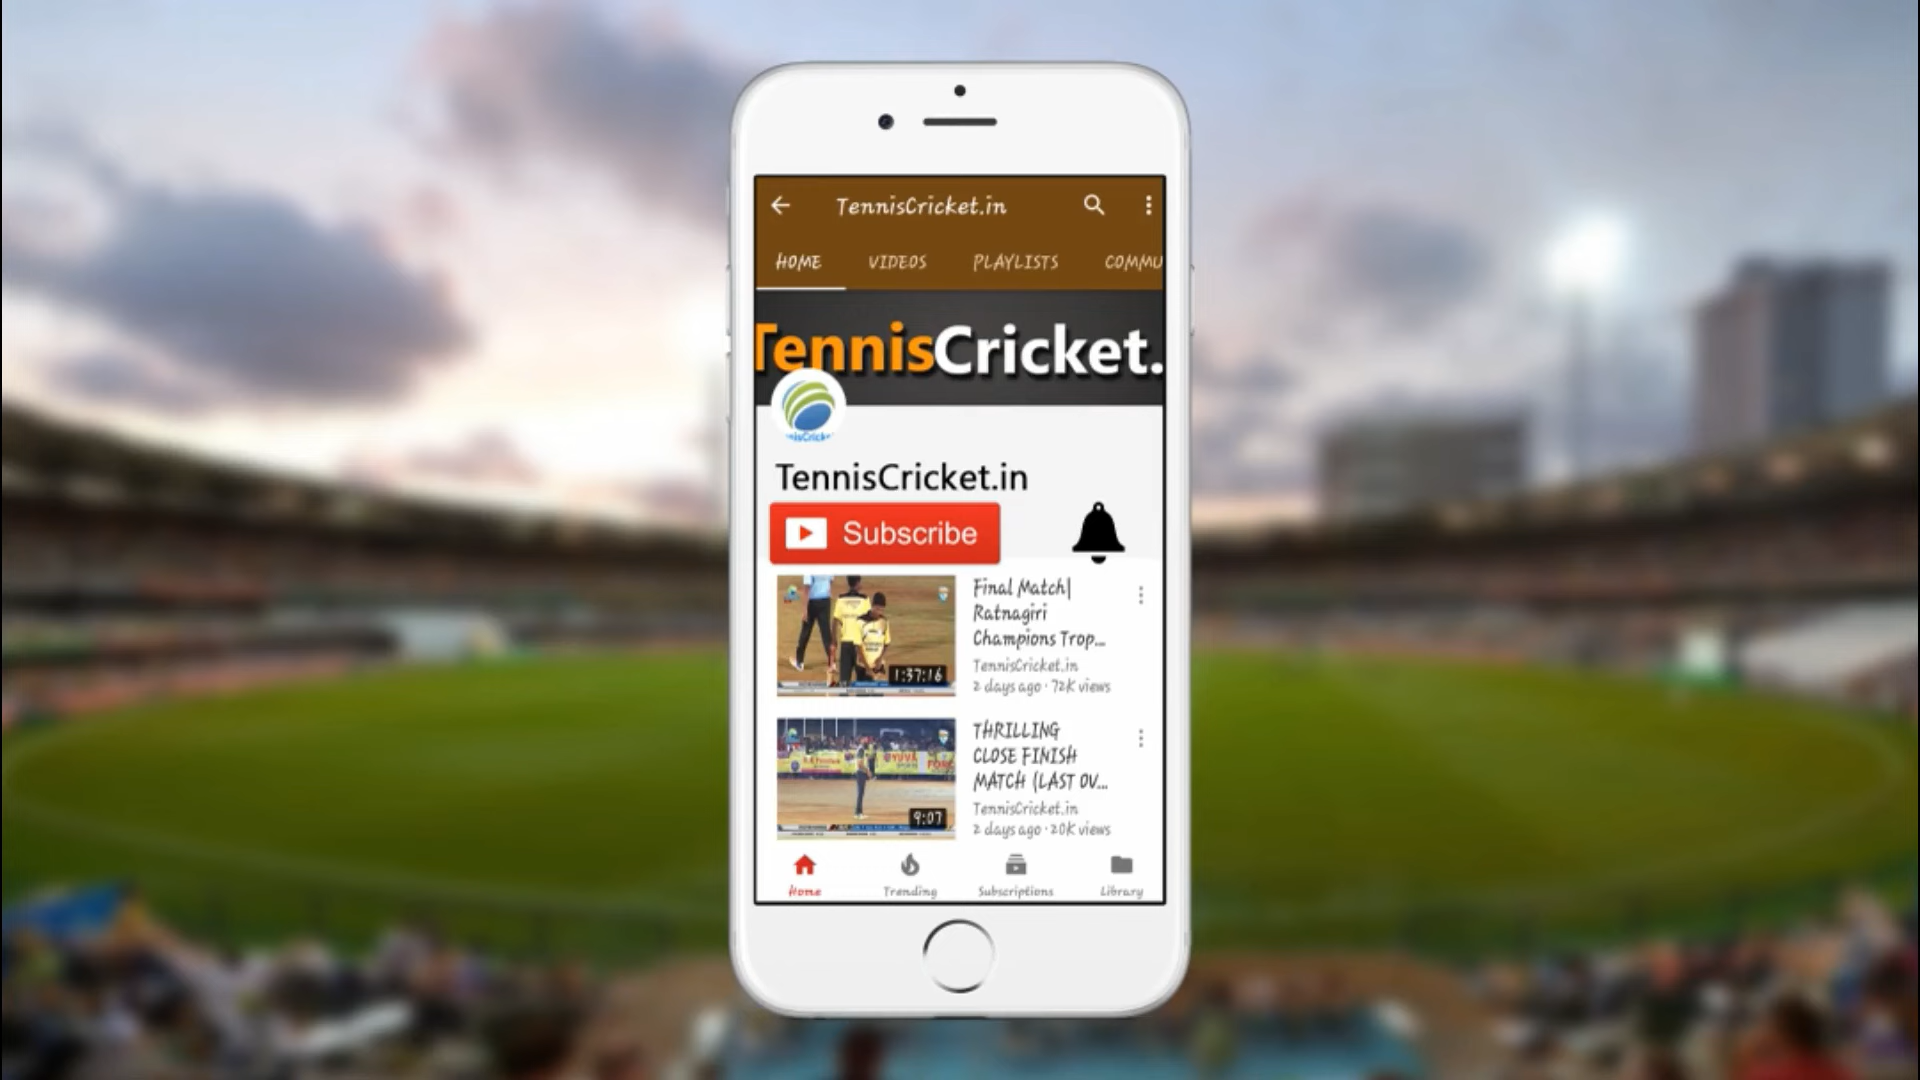 TennisCricket.in
HOME VIDEOS PLAYLISTS COMMU
TennisCricket.
TennisCricket.in
Subscribe
Final Match|
Ratnagiri
Champions Trop...
TennisCricket.in
2 days ago · 72K views
1:37:16
THRILLING
CLOSE FINISH
MATCH (LAST OV...
TennisCricket.in
2 days ago · 20K views
9:07
Home Trending Subscriptions Library